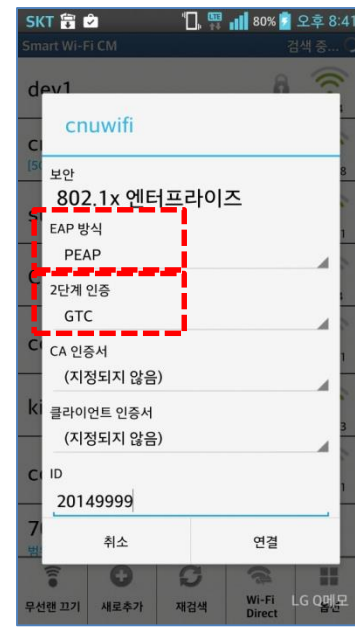 SKT 80% 오후 8:41
Smart Wi-Fi CM 검색 중...
dev1
cnuwifi
보안
802.1x 엔터프라이즈
EAP 방식
PEAP
2단계 인증
GTC
CA 인증서
(지정되지 않음)
클라이언트 인증서
(지정되지 않음)
ID
20149999
취소 연결
무선랜 끄기 새로추가 재검색 Wi-Fi Direct 옵션
LG Q메모